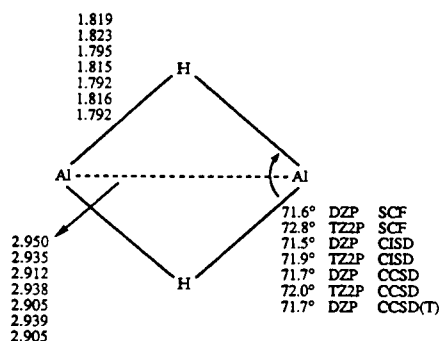 1.819
1.823
1.795
1.815
1.792
1.816
1.792
H
Al
Al
H
2.950
2.935
2.912
2.938
2.905
2.939
2.905
71.6° DZP SCF
72.8° TZ2P SCF
71.5° DZP CISD
71.9° TZ2P CISD
71.7° DZP CCSD
72.0° TZ2P CCSD
71.7° DZP CCSD(T)